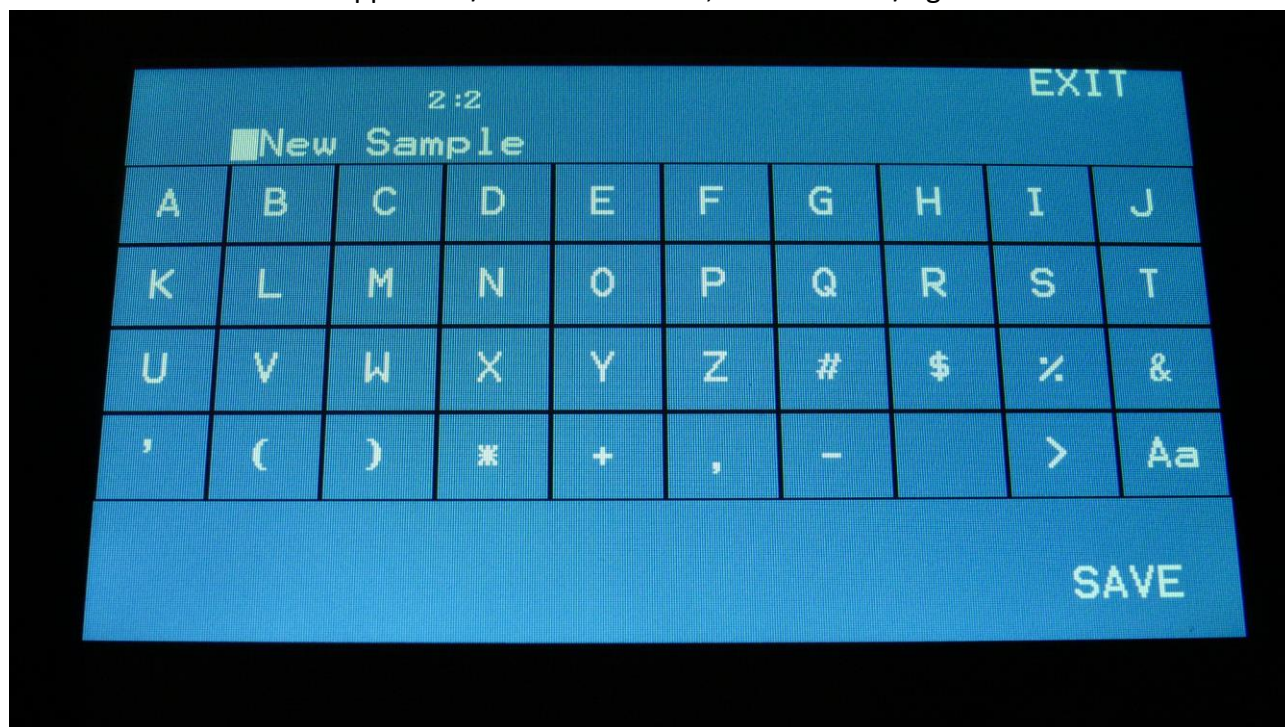 EXIT
2:2
New Sample
A B C D E F G H I J
K L M N O P Q R S T
U V W X Y Z # $ % &
' ( ) * + , - > Aa
SAVE